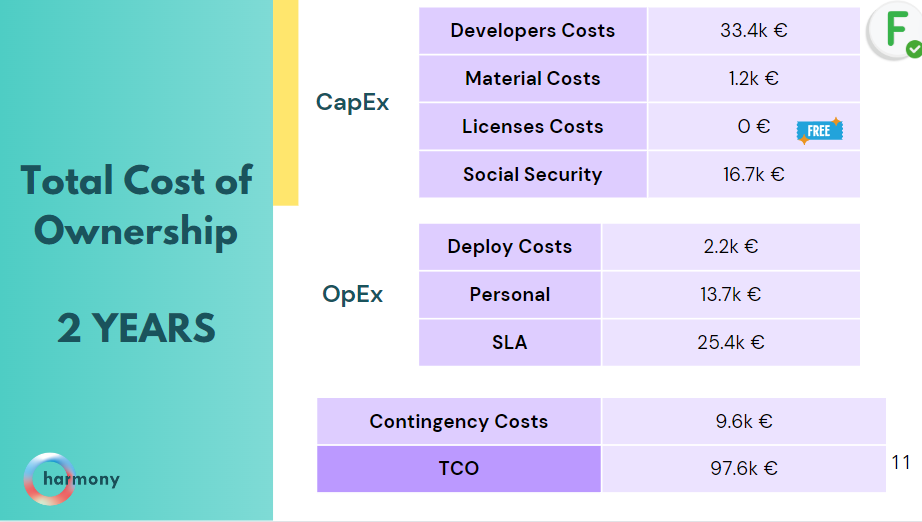 Total Cost of
Ownership
2 YEARS
harmony
CapEx
Developers Costs 33.4k €
Material Costs 1.2k €
Licenses Costs 0 € FREE
Social Security 16.7k €
OpEx
Deploy Costs 2.2k €
Personal 13.7k €
SLA 25.4k €
Contingency Costs 9.6k €
TCO 97.6k €
F
11